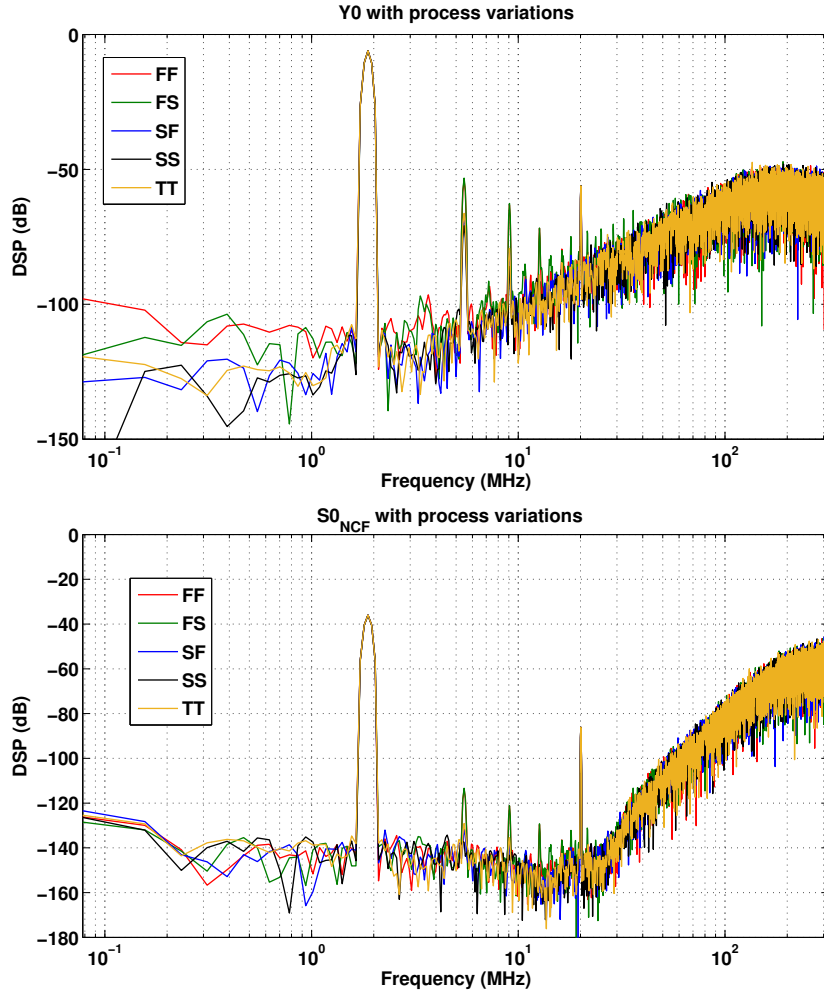 Y0 with process variations
0
−50
−100
−150
DSP (dB)
FF
FS
SF
SS
TT
10⁻¹ 10⁰ 10¹ 10²
Frequency (MHz)
S0_NCF with process variations
0
−20
−40
−60
−80
−100
−120
−140
−160
−180
DSP (dB)
FF
FS
SF
SS
TT
10⁻¹ 10⁰ 10¹ 10²
Frequency (MHz)